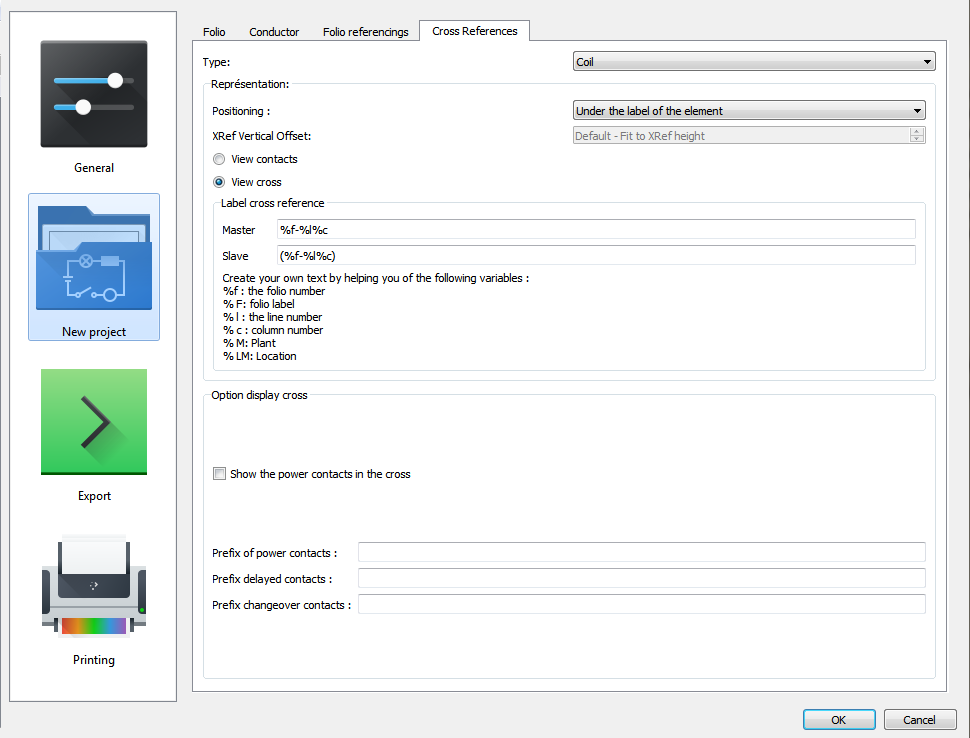 General
New project
Export
Printing
Folio Conductor Folio referencings Cross References
Type: Coil
Représentation:
Positioning : Under the label of the element
XRef Vertical Offset: Default - Fit to XRef height
View contacts
View cross
Label cross reference
Master %f-%l%c
Slave (%f-%l%c)
Create your own text by helping you of the following variables :
%f : the folio number
% F: folio label
% l : the line number
% c : column number
% M: Plant
% LM: Location
Option display cross
Show the power contacts in the cross
Prefix of power contacts :
Prefix delayed contacts :
Prefix changeover contacts :
OK Cancel